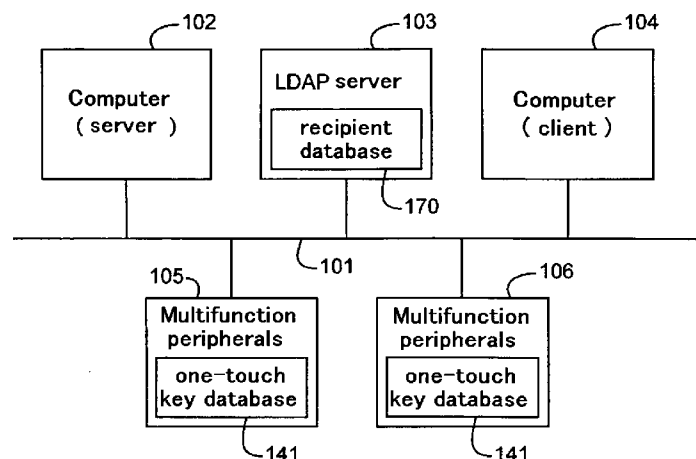 102
103
104
Computer
( server )
LDAP server
recipient
database
Computer
( client )
170
101
105
106
Multifunction
peripherals
one-touch
key database
Multifunction
peripherals
one-touch
key database
141
141